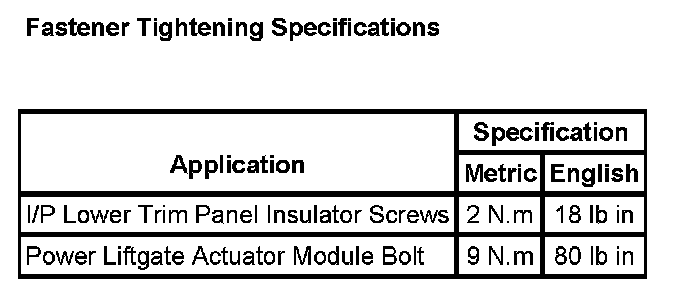 Fastener Tightening Specifications
Application
Specification
Metric English
I/P Lower Trim Panel Insulator Screws 2 N.m 18 lb in
Power Liftgate Actuator Module Bolt 9 N.m 80 lb in